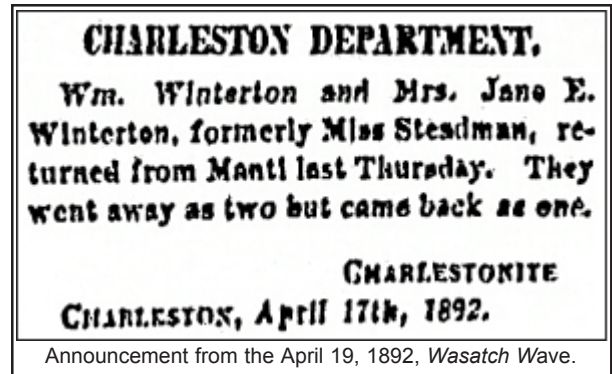 CHARLESTON DEPARTMENT.
Wm. Winterton and Mrs. Jane E.
Winterton, formerly Miss Steadman, re-
turned from Manti last Thursday. They
went away as two but came back as one.
CHARLESTONITE
CHARLESTON, April 17th, 1892.
Announcement from the April 19, 1892, Wasatch Wave.